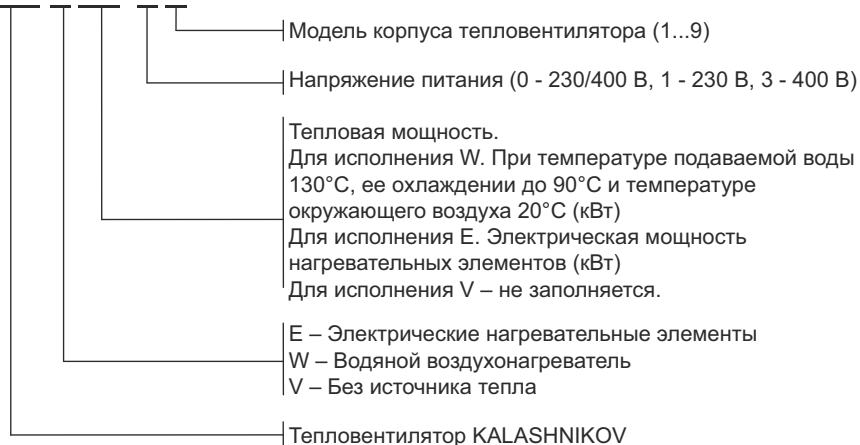 Модель корпуса тепловентилятора (1...9)
Напряжение питания (0 - 230/400 В, 1 - 230 В, 3 - 400 В)
Тепловая мощность.
Для исполнения W. При температуре подаваемой воды
130°С, ее охлаждении до 90°С и температуре
окружающего воздуха 20°С (кВт)
Для исполнения Е. Электрическая мощность
нагревательных элементов (кВт)
Для исполнения V – не заполняется.
E – Электрические нагревательные элементы
W – Водяной воздухонагреватель
V – Без источника тепла
Тепловентилятор KALASHNIKOV